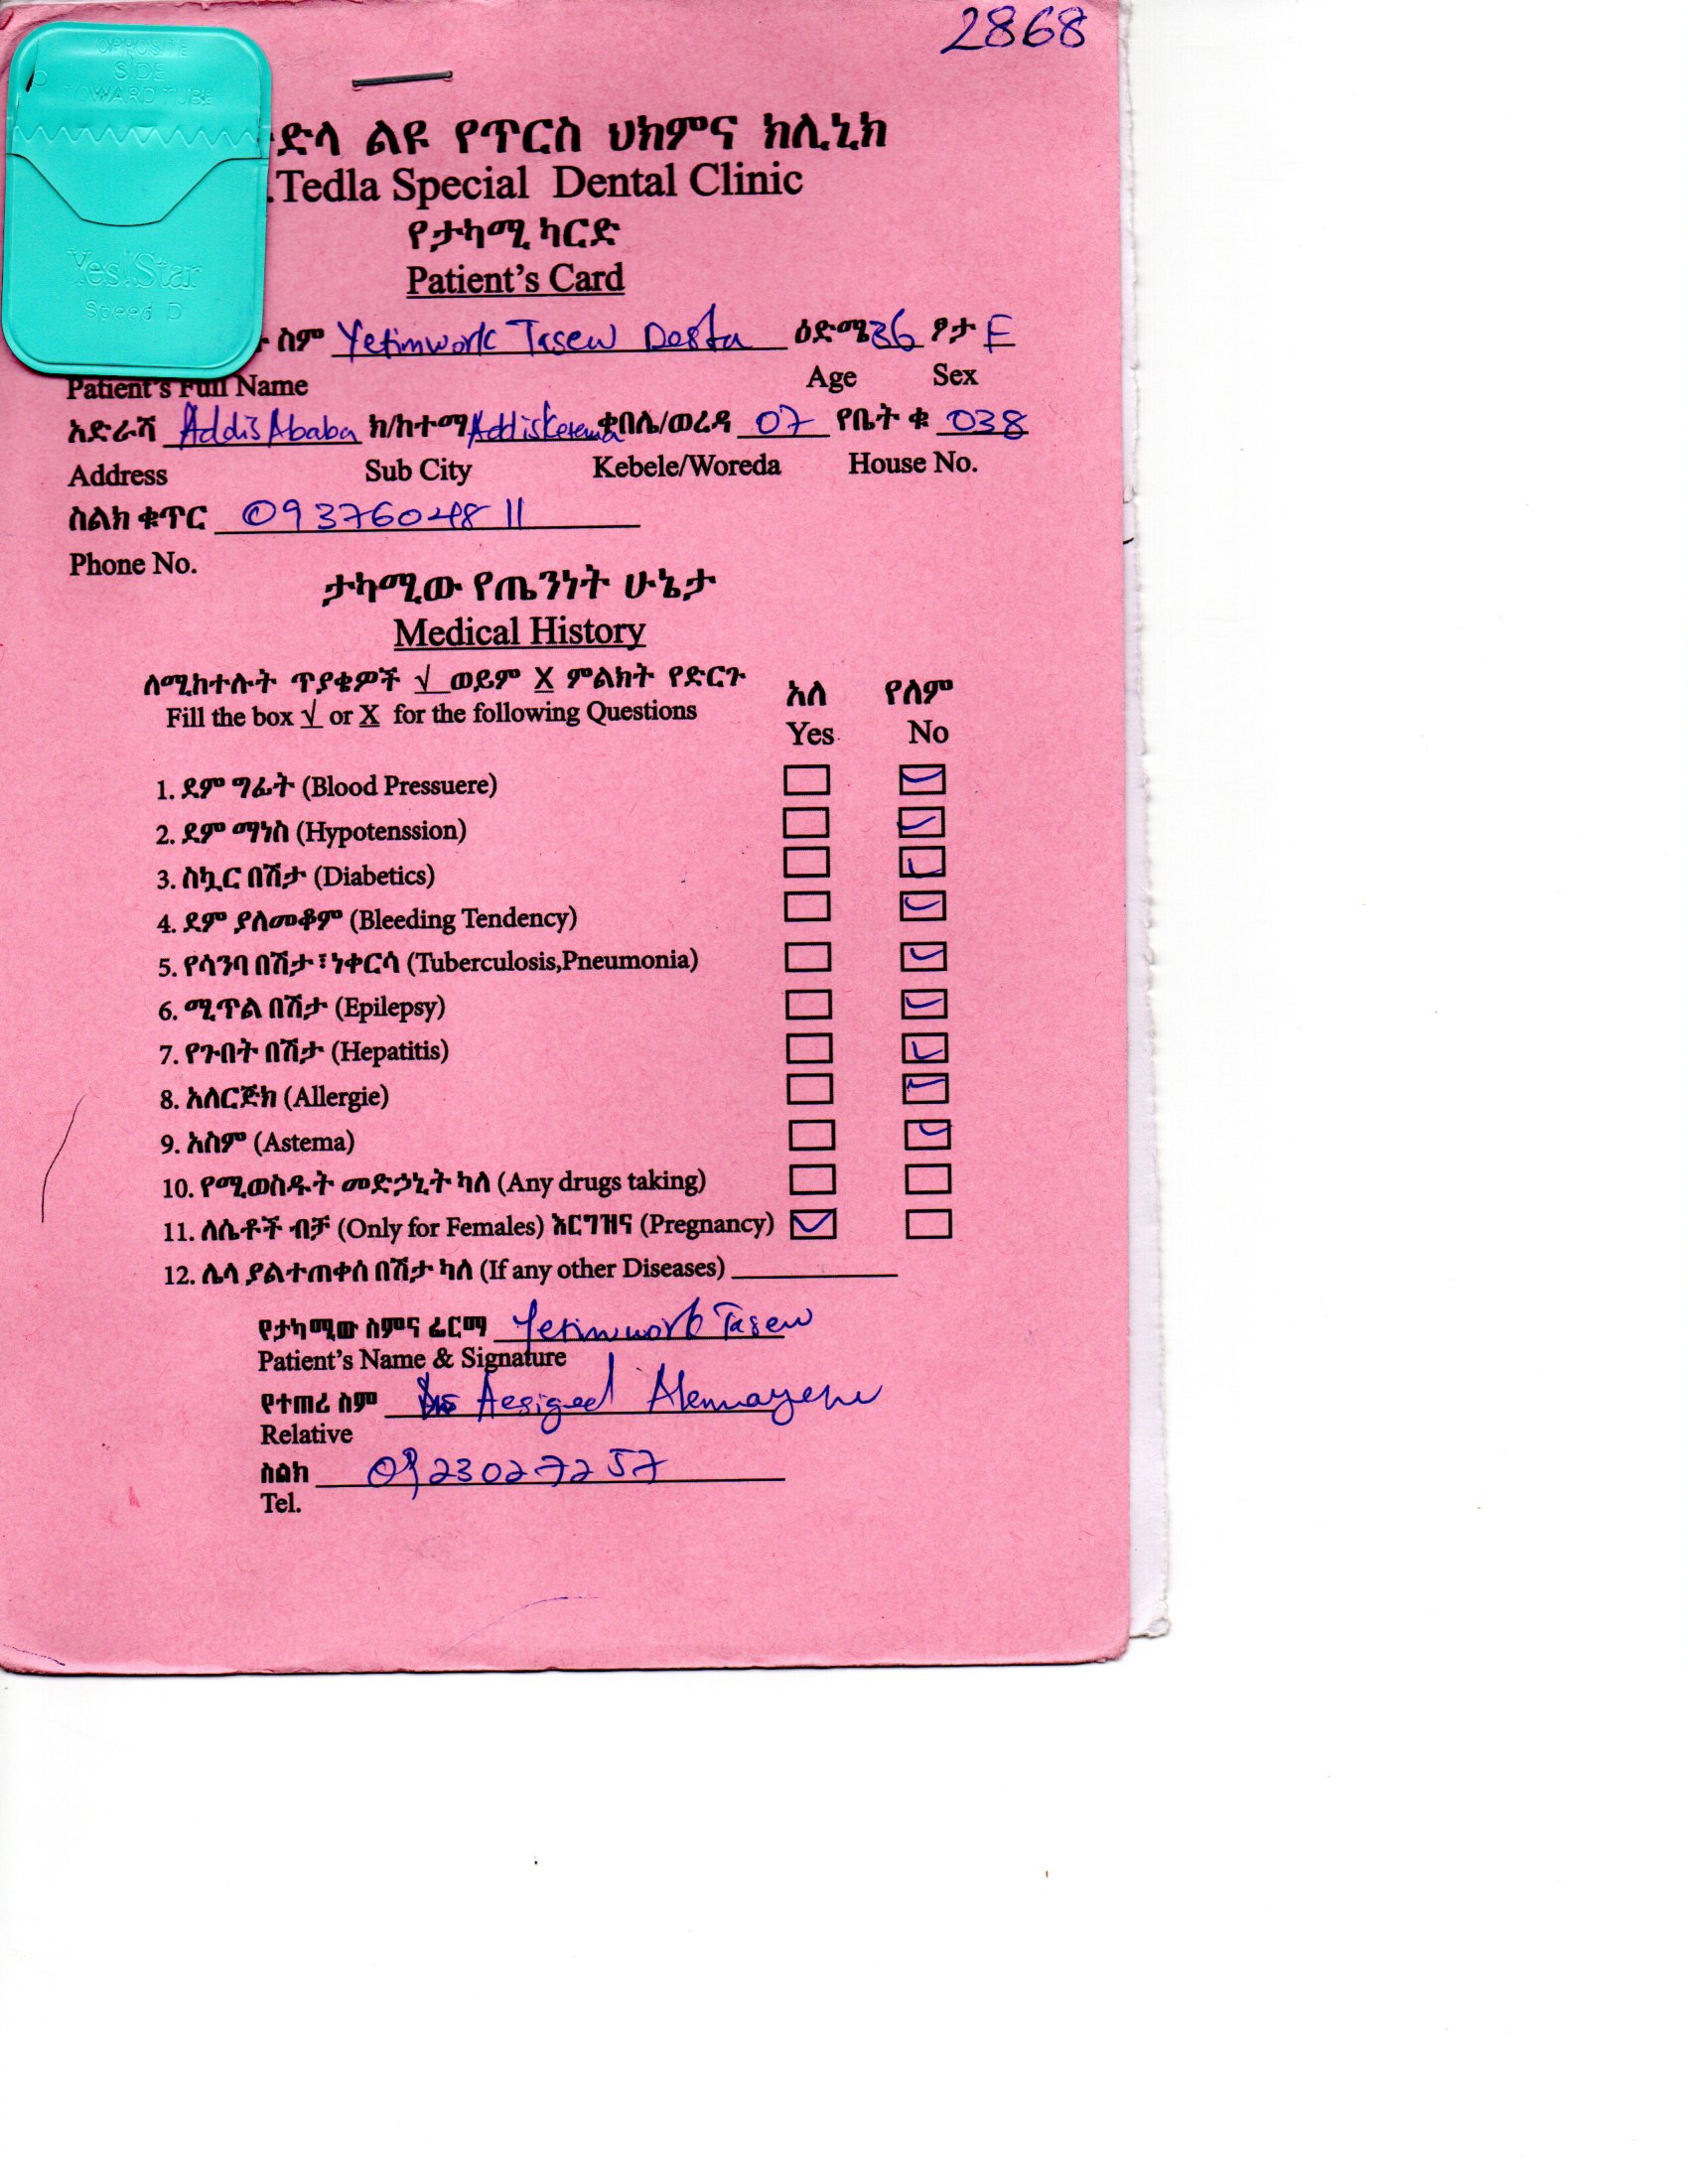 2868
OPPOSITE
SIDE
TOWARD TUBE
Yes!Star
Speed D
ድላ ልዩ የጥርስ ህክምና ክሊኒክ
.Tedla Special Dental Clinic
የታካሚ ካርድ
Patient's Card
ስም Yetimwork Tasew Desta ዕድሜ 36 ፆታ F
Patient's Full Name Age Sex
አድራሻ Addis Ababa ክ/ከተማ Addis Ketema ቀበሌ/ወረዳ 07 የቤት ቁ 038
Address Sub City Kebele/Woreda House No.
ስልክ ቁጥር 0937604811
Phone No.
ታካሚው የጤንነት ሁኔታ
Medical History
ለሚከተሉት ጥያቄዎች √ ወይም X ምልክት የድርጉ አለ የለም
Fill the box √ or X for the following Questions Yes No
1. ደም ግፊት (Blood Pressuere)
2. ደም ማነስ (Hypotenssion)
3. ስኳር በሽታ (Diabetics)
4. ደም ያለመቆም (Bleeding Tendency)
5. የሳንባ በሽታ፣ ነቀርሳ (Tuberculosis,Pneumonia)
6. ሚጥል በሽታ (Epilepsy)
7. የጉበት በሽታ (Hepatitis)
8. አለርጅክ (Allergie)
9. አስም (Astema)
10. የሚወስዱት መድኃኒት ካለ (Any drugs taking)
11. ለሴቶች ብቻ (Only for Females) እርግዝና (Pregnancy)
12. ሌላ ያልተጠቀሰ በሽታ ካለ (If any other Diseases)
የታካሚው ስምና ፊርማ Yetimwork Tasew
Patient's Name & Signature
የተጠሪ ስም Alemayehu
Relative
ስልክ 0923027257
Tel.